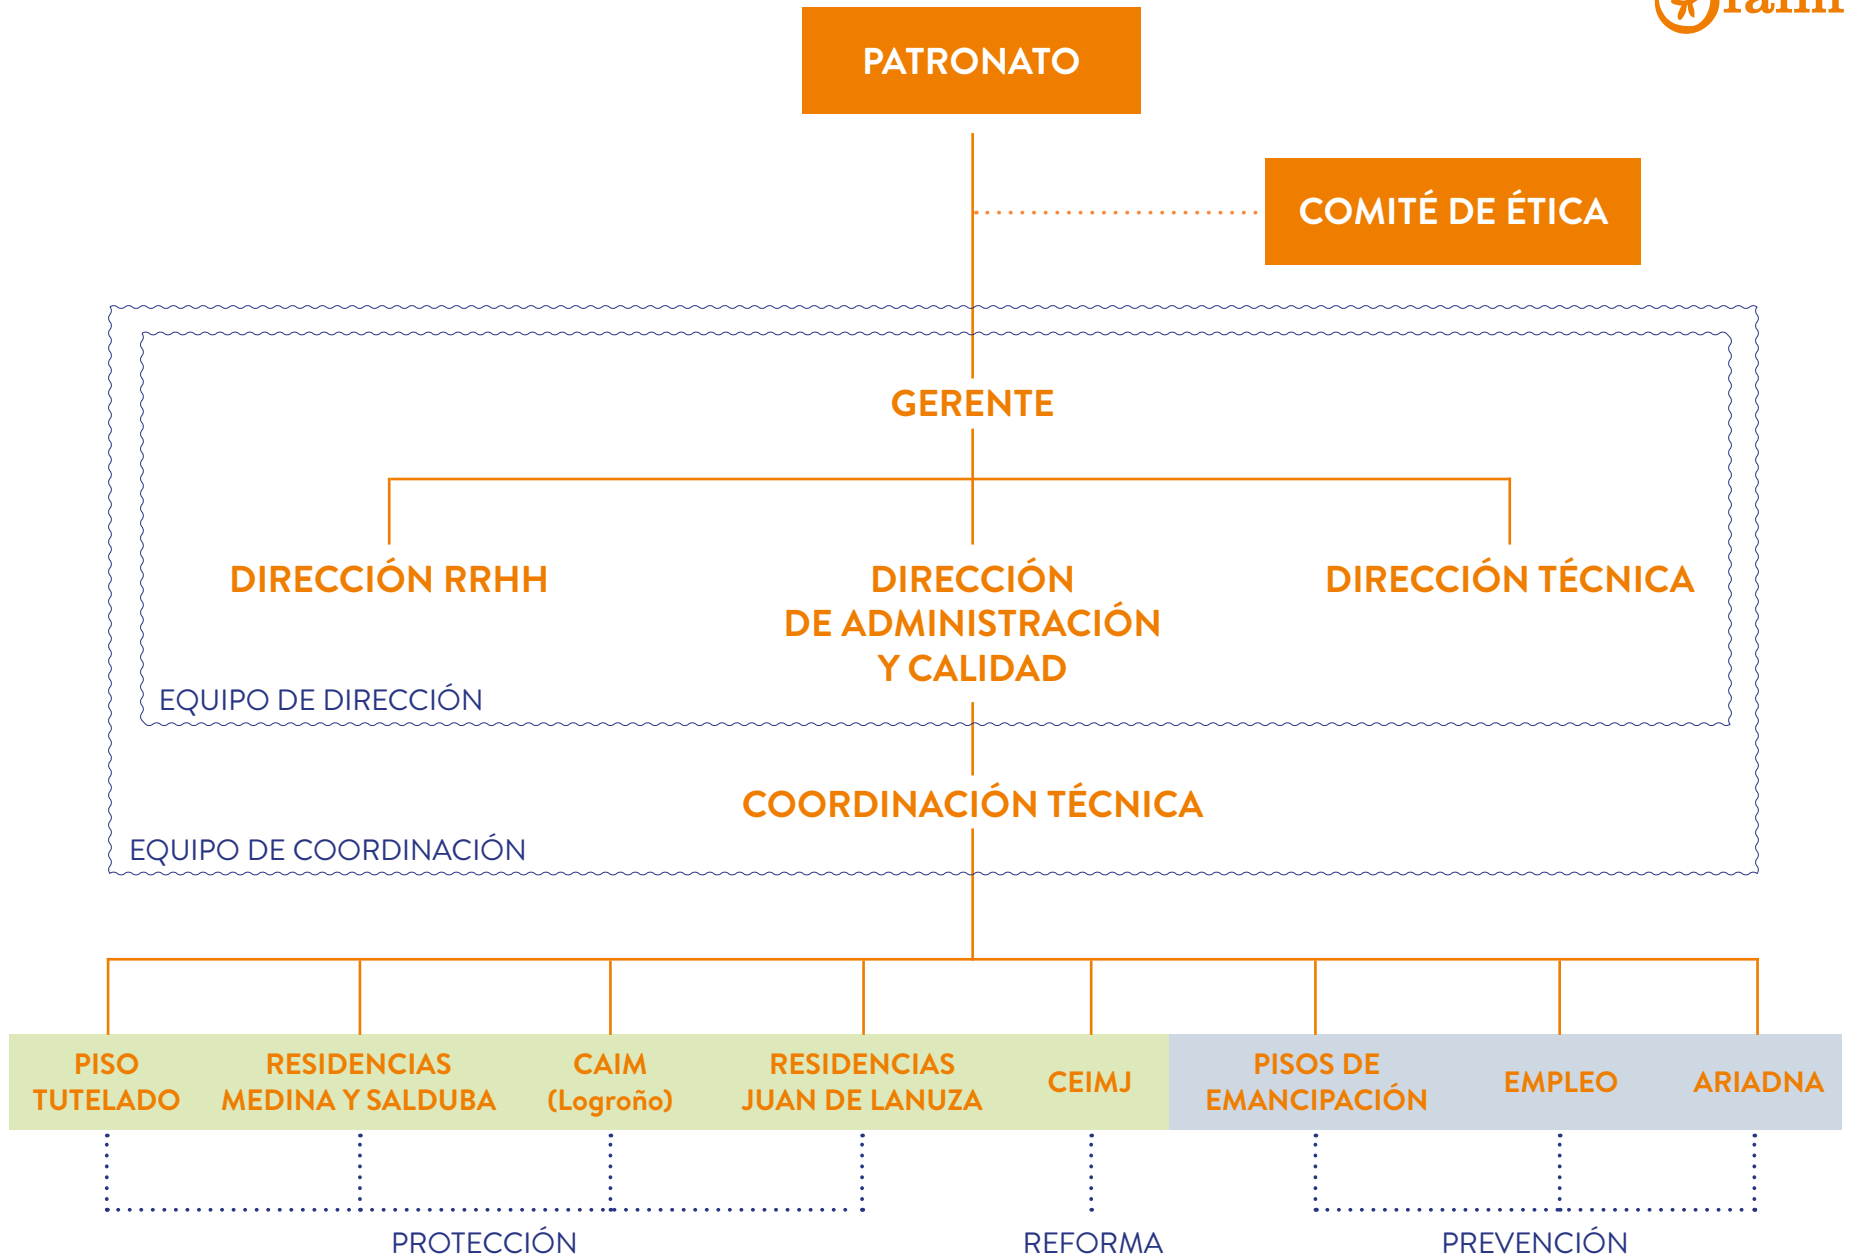 PATRONATO
COMITÉ DE ÉTICA
GERENTE
DIRECCIÓN RRHH
DIRECCIÓN
DE ADMINISTRACIÓN
Y CALIDAD
DIRECCIÓN TÉCNICA
EQUIPO DE DIRECCIÓN
COORDINACIÓN TÉCNICA
EQUIPO DE COORDINACIÓN
PISO
TUTELADO
RESIDENCIAS
MEDINA Y SALDUBA
CAIM
(Logroño)
RESIDENCIAS
JUAN DE LANUZA
CEIMJ
PISOS DE
EMANCIPACIÓN
EMPLEO
ARIADNA
PROTECCIÓN
REFORMA
PREVENCIÓN